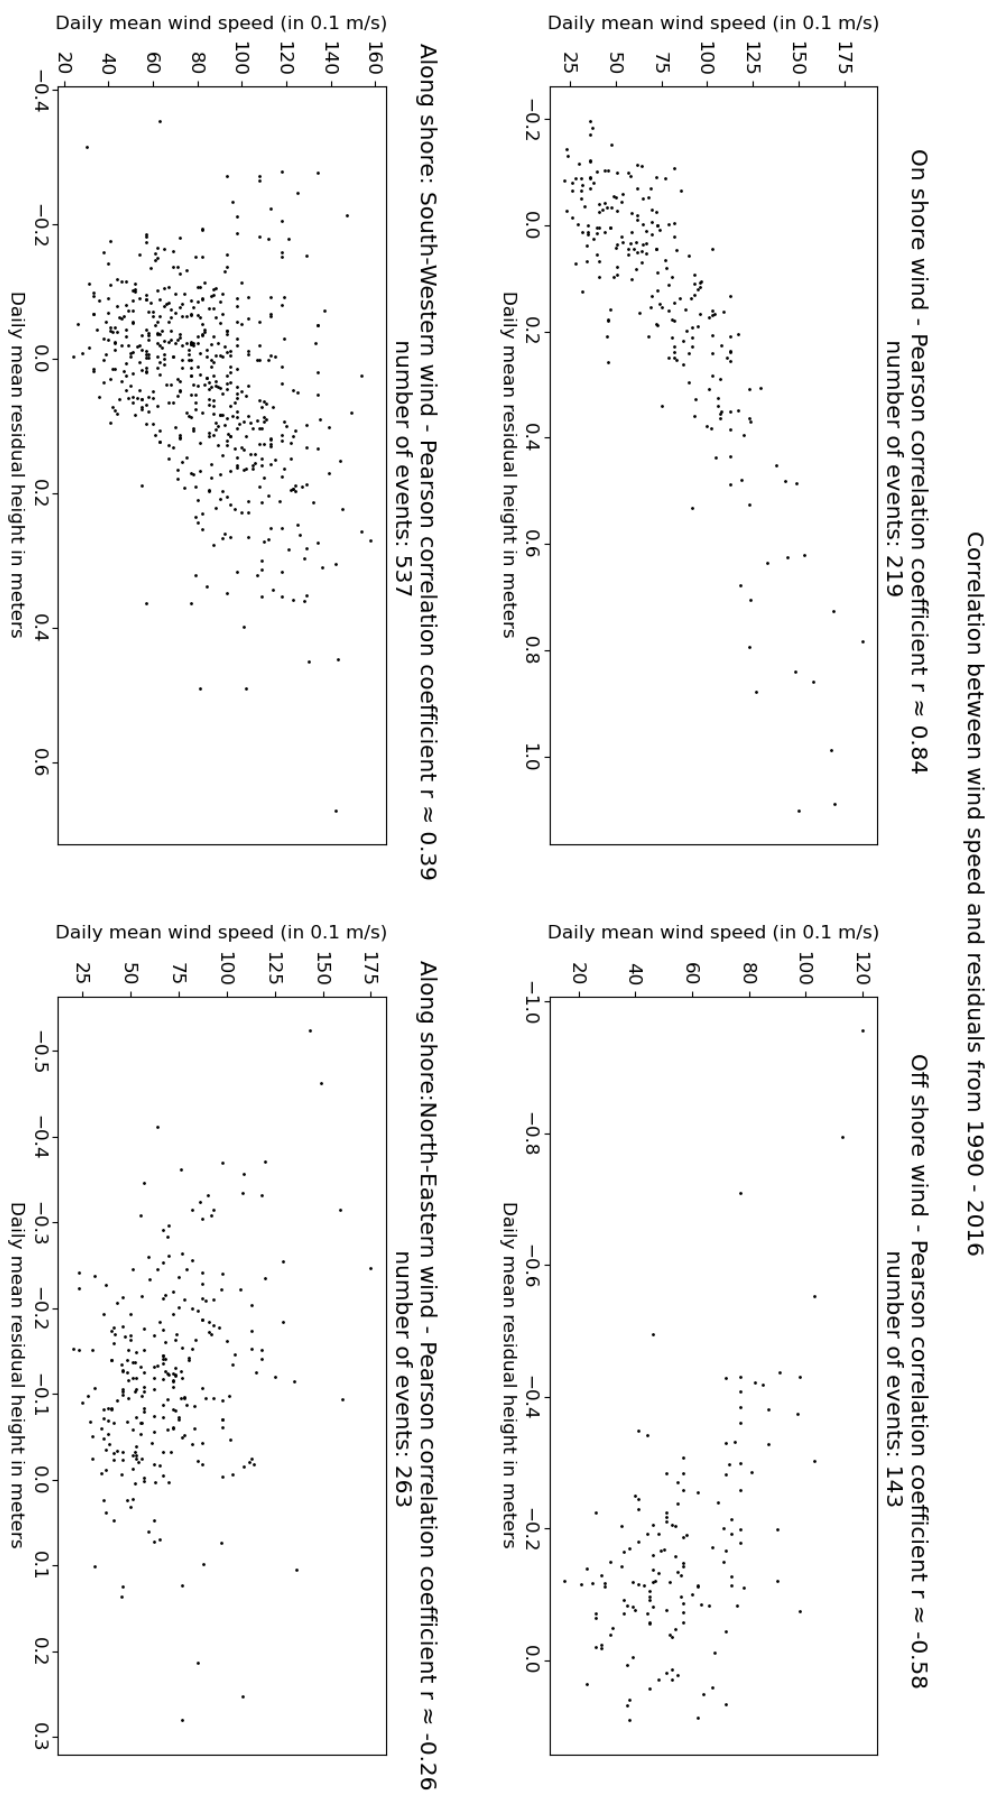 Correlation between wind speed and residuals from 1990 - 2016
On shore wind - Pearson correlation coefficient r ≈ 0.84
number of events: 219
Daily mean wind speed (in 0.1 m/s)
175
150
125
100
75
50
25
−0.2 0.0 0.2 0.4 0.6 0.8 1.0
Daily mean residual height in meters
Off shore wind - Pearson correlation coefficient r ≈ -0.58
number of events: 143
Daily mean wind speed (in 0.1 m/s)
120
100
80
60
40
20
−1.0 −0.8 −0.6 −0.4 −0.2 0.0
Daily mean residual height in meters
Along shore: South-Western wind - Pearson correlation coefficient r ≈ 0.39
number of events: 537
Daily mean wind speed (in 0.1 m/s)
160
140
120
100
80
60
40
20
−0.4 −0.2 0.0 0.2 0.4 0.6
Daily mean residual height in meters
Along shore:North-Eastern wind - Pearson correlation coefficient r ≈ -0.26
number of events: 263
Daily mean wind speed (in 0.1 m/s)
175
150
125
100
75
50
25
−0.5 −0.4 −0.3 −0.2 −0.1 0.0 0.1 0.2 0.3
Daily mean residual height in meters